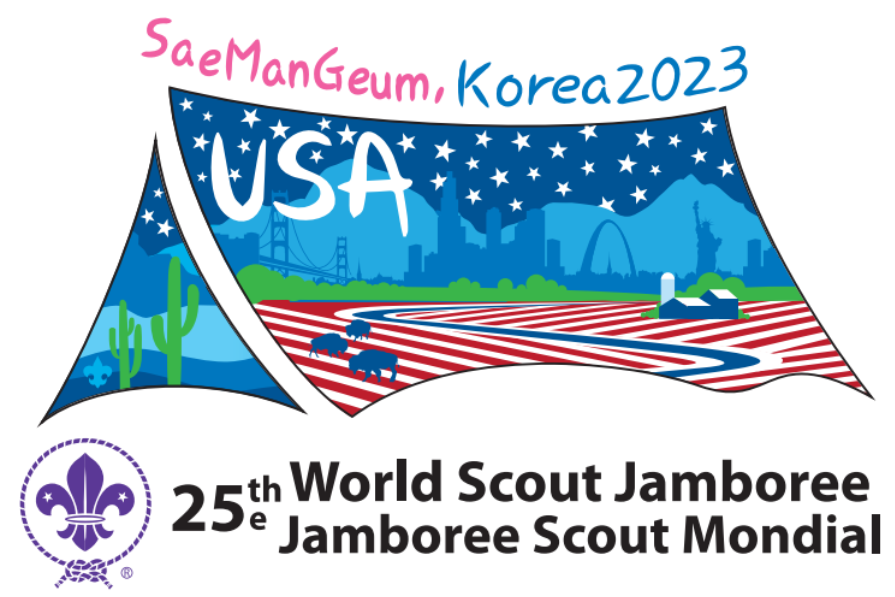 SaeManGeum, Korea2023
USA
25th World Scout Jamboree
e Jamboree Scout Mondial
®